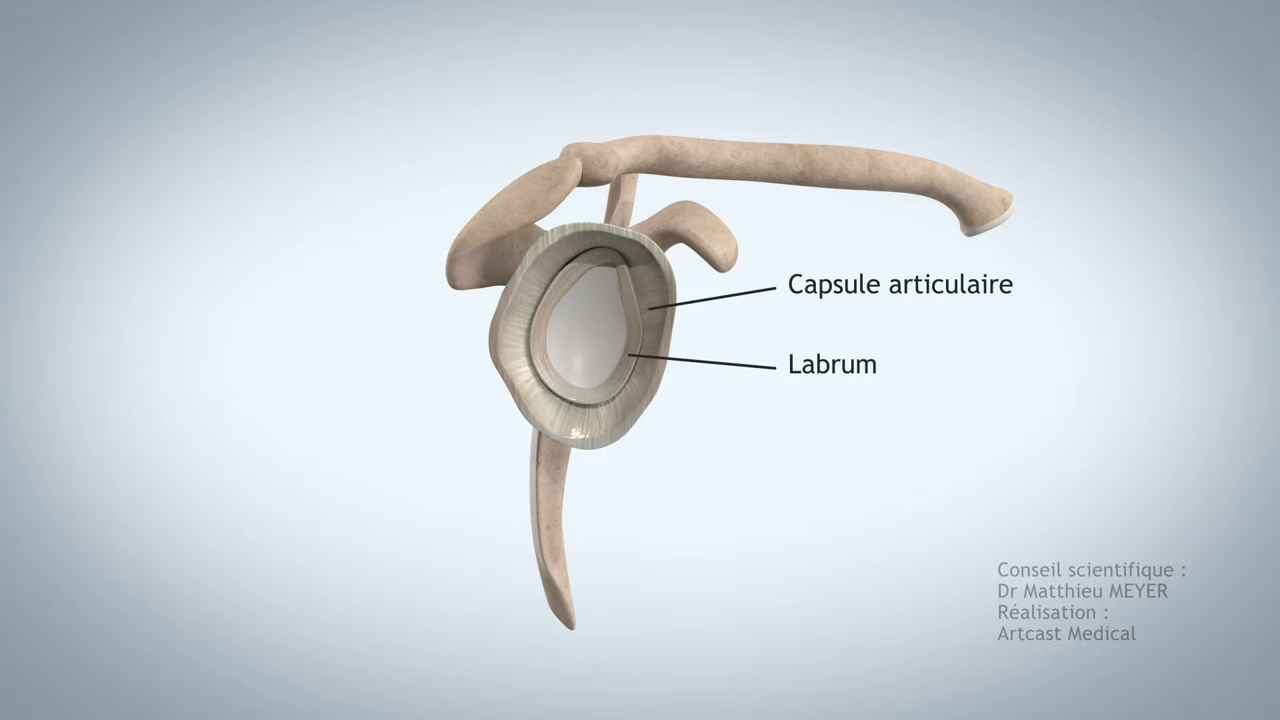 Capsule articulaire
Labrum
Conseil scientifique :
Dr Matthieu MEYER
Réalisation :
Artcast Medical